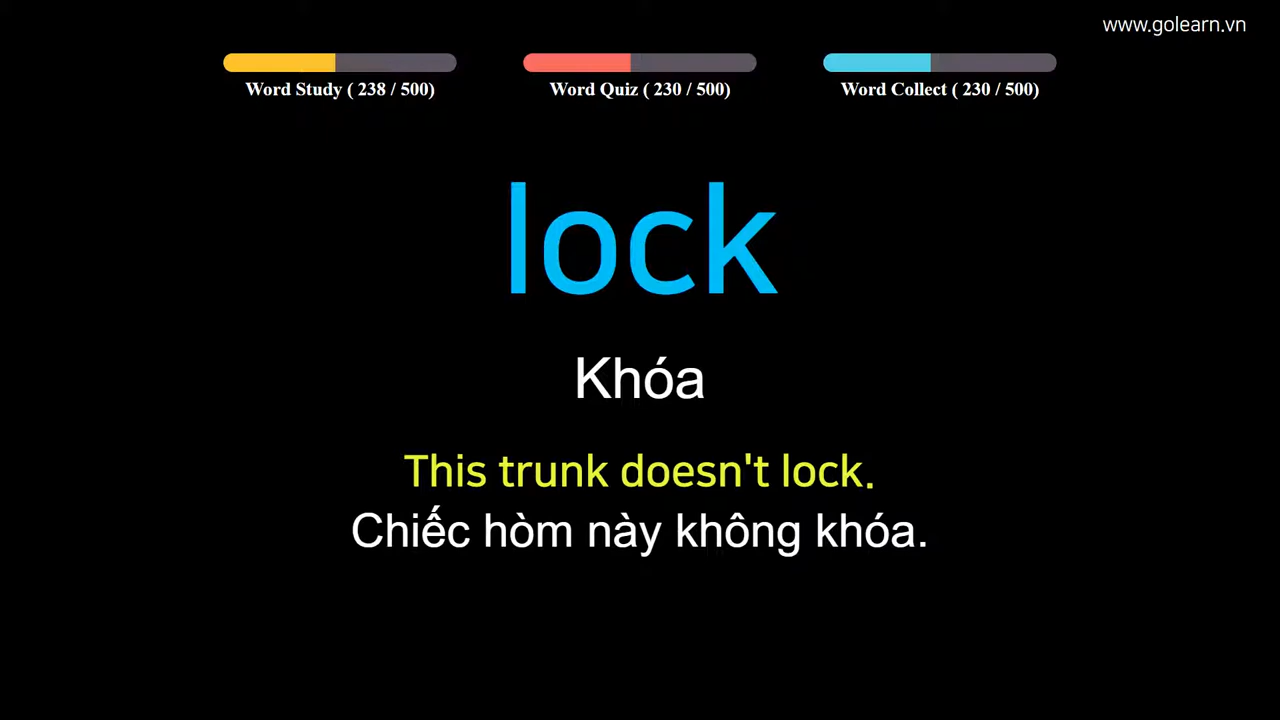 www.golearn.vn
Word Study ( 238 / 500)
Word Quiz ( 230 / 500)
Word Collect ( 230 / 500)
lock
Khóa
This trunk doesn't lock.
Chiếc hòm này không khóa.